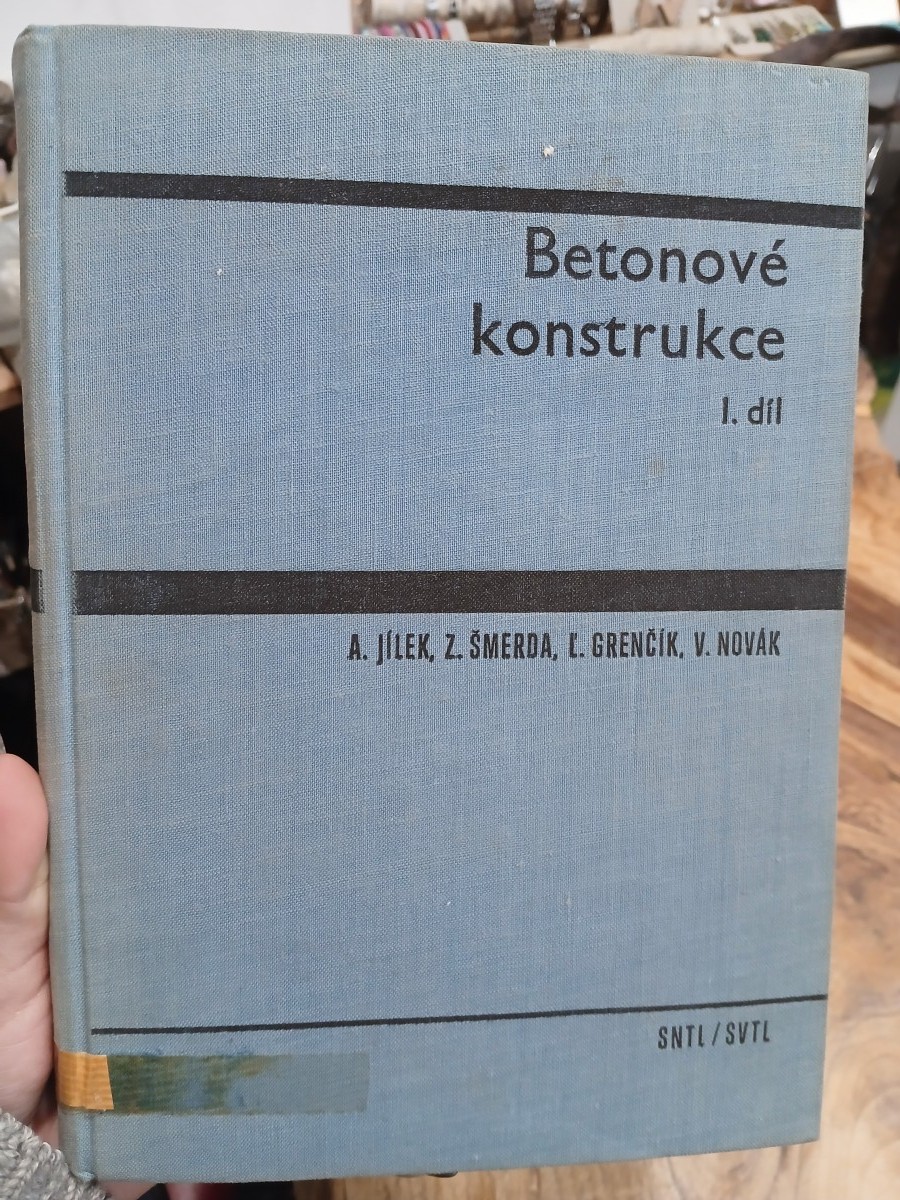 Betonové
konstrukce
I. díl
A. JÍLEK, Z. ŠMERDA, Ľ. GRENČÍK, V. NOVÁK
SNTL / SVTL